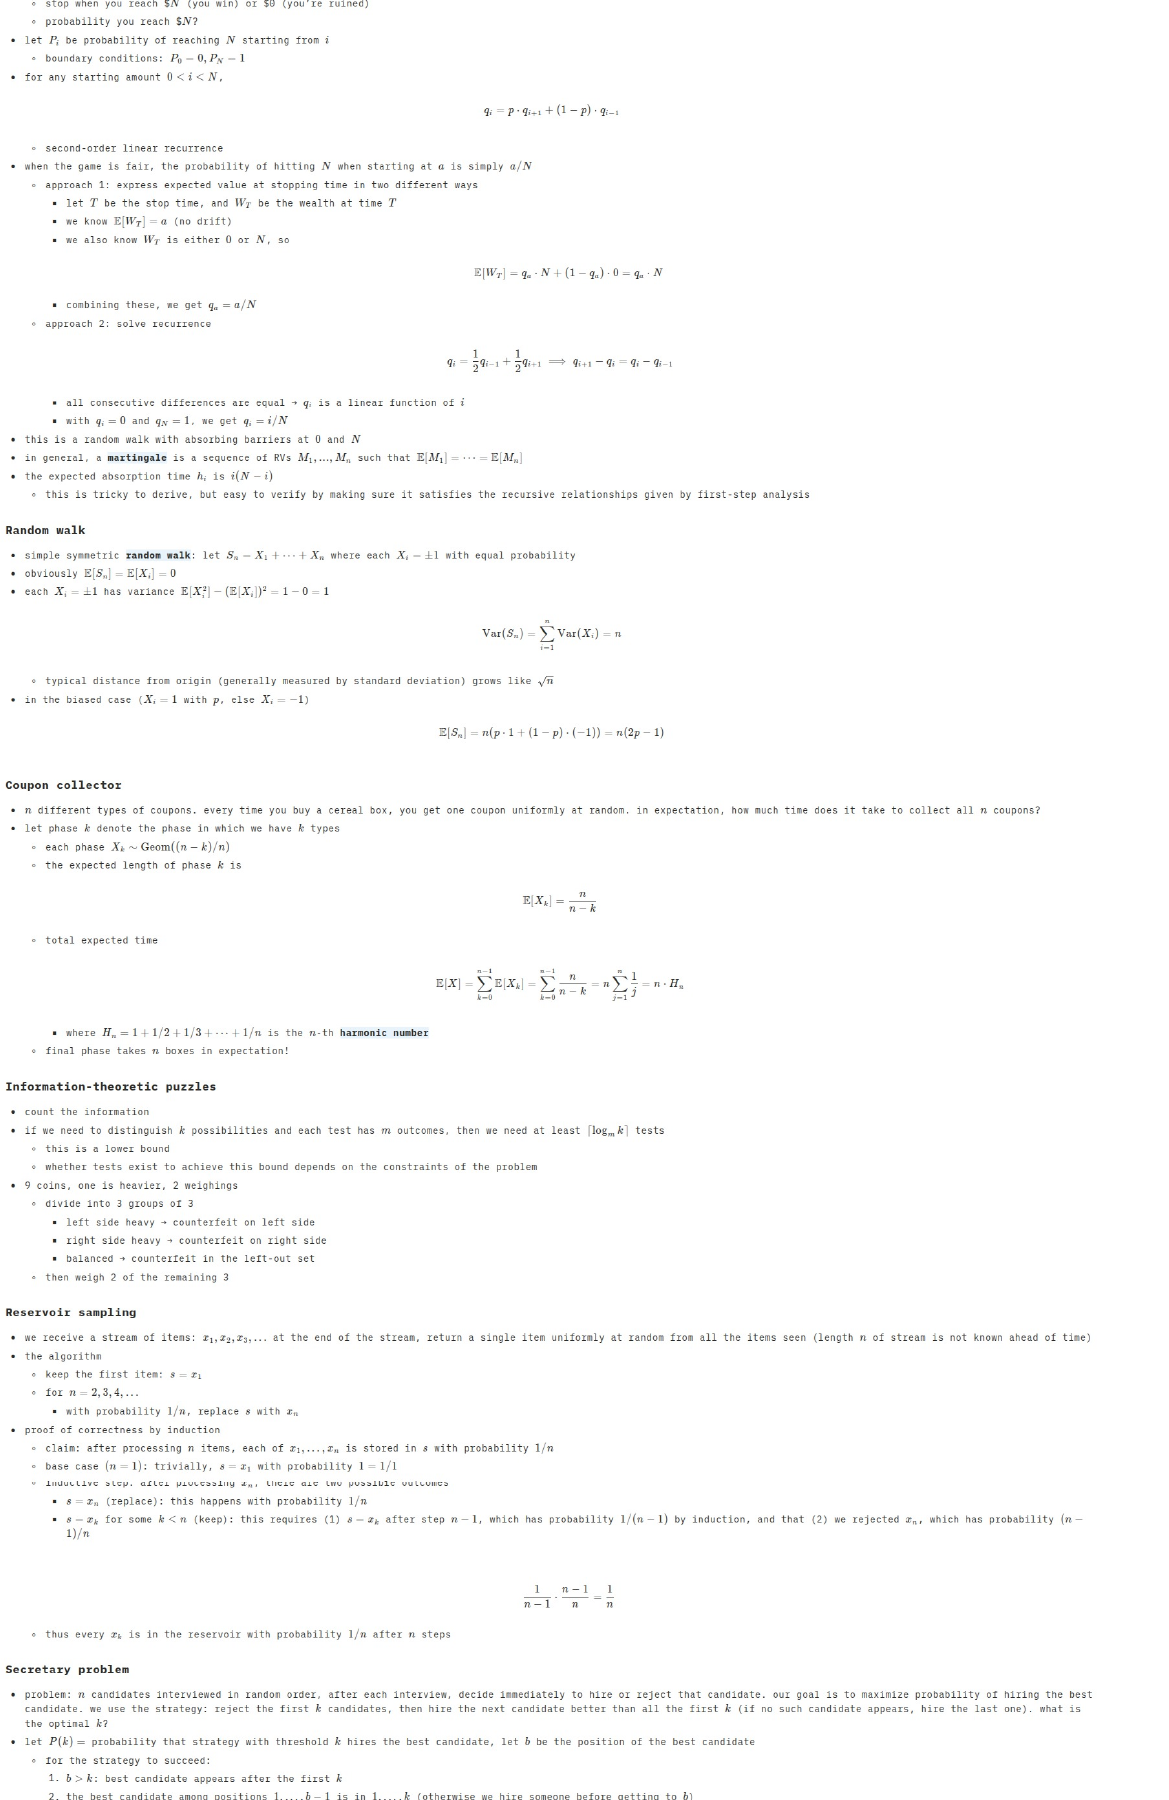 ◦ stop when you reach $N (you win) or $0 (you're ruined)
◦ probability you reach $N?
• let P_i be probability of reaching N starting from i
◦ boundary conditions: P_0 = 0, P_N = 1
• for any starting amount 0 < i < N,
q_i = p · q_{i+1} + (1 − p) · q_{i−1}
◦ second-order linear recurrence
• when the game is fair, the probability of hitting N when starting at a is simply a/N
◦ approach 1: express expected value at stopping time in two different ways
▪ let T be the stop time, and W_T be the wealth at time T
▪ we know 𝔼[W_T] = a (no drift)
▪ we also know W_T is either 0 or N, so
𝔼[W_T] = q_a · N + (1 − q_a) · 0 = q_a · N
▪ combining these, we get q_a = a/N
◦ approach 2: solve recurrence
q_i = 1/2 q_{i−1} + 1/2 q_{i+1} ⟹ q_{i+1} − q_i = q_i − q_{i−1}
▪ all consecutive differences are equal → q_i is a linear function of i
▪ with q_i = 0 and q_N = 1, we get q_i = i/N
• this is a random walk with absorbing barriers at 0 and N
• in general, a martingale is a sequence of RVs M_1, ..., M_n such that 𝔼[M_1] = ⋯ = 𝔼[M_n]
• the expected absorption time h_i is i(N − i)
◦ this is tricky to derive, but easy to verify by making sure it satisfies the recursive relationships given by first-step analysis
Random walk
• simple symmetric random walk: let S_n = X_1 + ⋯ + X_n where each X_i = ±1 with equal probability
• obviously 𝔼[S_n] = 𝔼[X_i] = 0
• each X_i = ±1 has variance 𝔼[X_i^2] − (𝔼[X_i])^2 = 1 − 0 = 1
Var(S_n) = ∑_{i=1}^{n} Var(X_i) = n
◦ typical distance from origin (generally measured by standard deviation) grows like √n
• in the biased case (X_i = 1 with p, else X_i = −1)
𝔼[S_n] = n(p · 1 + (1 − p) · (−1)) = n(2p − 1)
Coupon collector
• n different types of coupons. every time you buy a cereal box, you get one coupon uniformly at random. in expectation, how much time does it take to collect all n coupons?
• let phase k denote the phase in which we have k types
◦ each phase X_k ∼ Geom((n − k)/n)
◦ the expected length of phase k is
𝔼[X_k] = n/(n − k)
◦ total expected time
𝔼[X] = ∑_{k=0}^{n−1} 𝔼[X_k] = ∑_{k=0}^{n−1} n/(n − k) = n ∑_{j=1}^{n} 1/j = n · H_n
▪ where H_n = 1 + 1/2 + 1/3 + ⋯ + 1/n is the n-th harmonic number
◦ final phase takes n boxes in expectation!
Information-theoretic puzzles
• count the information
• if we need to distinguish k possibilities and each test has m outcomes, then we need at least ⌈log_m k⌉ tests
◦ this is a lower bound
◦ whether tests exist to achieve this bound depends on the constraints of the problem
• 9 coins, one is heavier, 2 weighings
◦ divide into 3 groups of 3
▪ left side heavy → counterfeit on left side
▪ right side heavy → counterfeit on right side
▪ balanced → counterfeit in the left-out set
◦ then weigh 2 of the remaining 3
Reservoir sampling
• we receive a stream of items: x_1, x_2, x_3, ... at the end of the stream, return a single item uniformly at random from all the items seen (length n of stream is not known ahead of time)
• the algorithm
◦ keep the first item: s = x_1
◦ for n = 2, 3, 4, ...
▪ with probability 1/n, replace s with x_n
• proof of correctness by induction
◦ claim: after processing n items, each of x_1, ..., x_n is stored in s with probability 1/n
◦ base case (n = 1): trivially, s = x_1 with probability 1 = 1/1
◦ inductive step: after processing x_n, there are two possible outcomes
▪ s = x_n (replace): this happens with probability 1/n
▪ s = x_k for some k < n (keep): this requires (1) s = x_k after step n − 1, which has probability 1/(n − 1) by induction, and that (2) we rejected x_n, which has probability (n −
1)/n
1/(n − 1) · (n − 1)/n = 1/n
◦ thus every x_k is in the reservoir with probability 1/n after n steps
Secretary problem
• problem: n candidates interviewed in random order, after each interview, decide immediately to hire or reject that candidate. our goal is to maximize probability of hiring the best
candidate. we use the strategy: reject the first k candidates, then hire the next candidate better than all the first k (if no such candidate appears, hire the last one). what is
the optimal k?
• let P(k) = probability that strategy with threshold k hires the best candidate, let b be the position of the best candidate
◦ for the strategy to succeed:
1. b > k: best candidate appears after the first k
2. the best candidate among positions 1, ..., b − 1 is in 1, ..., k (otherwise we hire someone before getting to b)